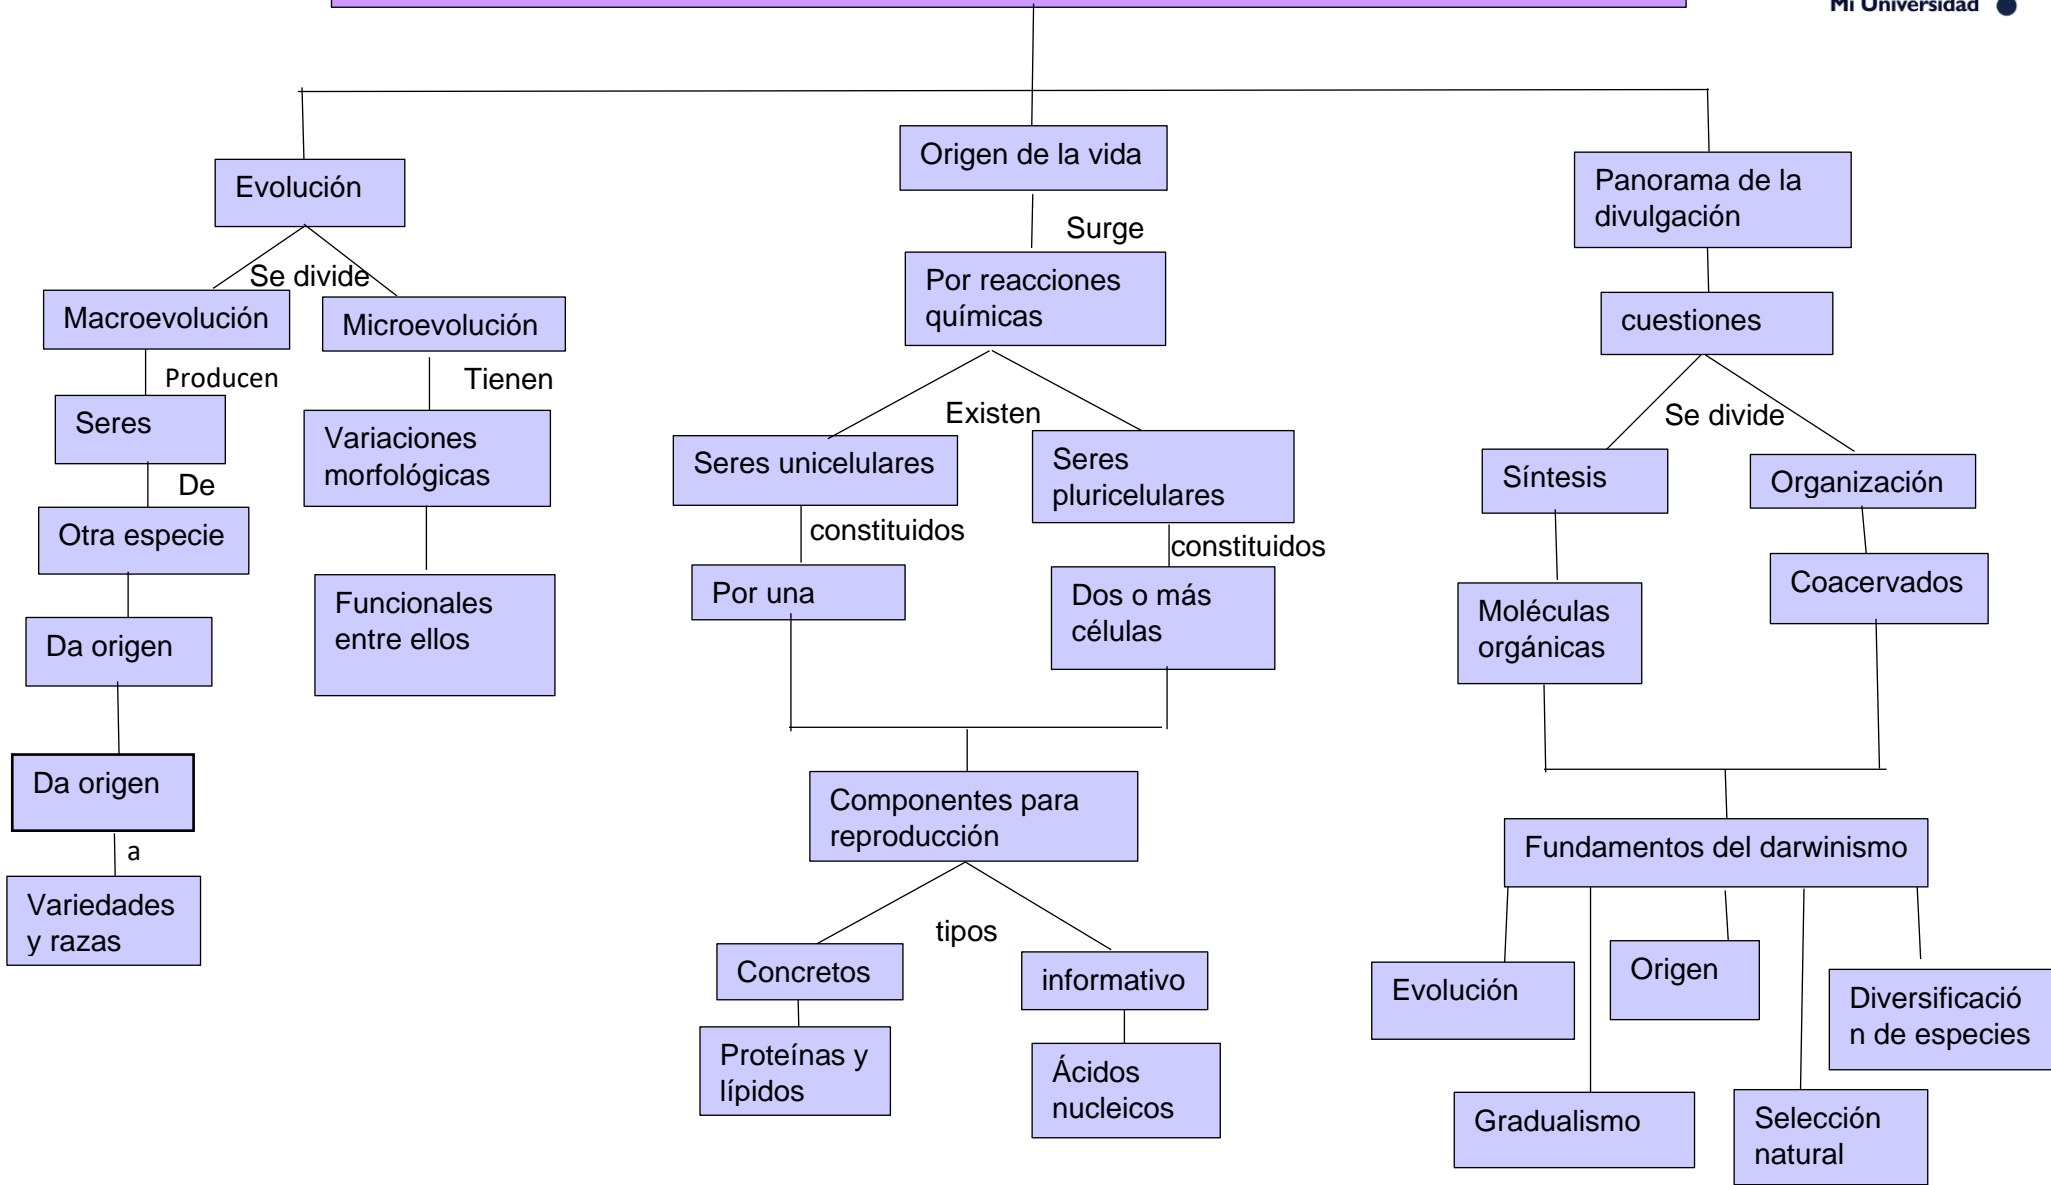 Mi Universidad
Evolución
Se divide
Macroevolución
Microevolución
Producen
Tienen
Seres
Variaciones
morfológicas
De
Otra especie
Funcionales
entre ellos
Da origen
Da origen
a
Variedades
y razas
Origen de la vida
Surge
Por reacciones
químicas
Existen
Seres unicelulares
Seres
pluricelulares
constituidos
constituidos
Por una
Dos o más
células
Componentes para
reproducción
tipos
Concretos
informativo
Proteínas y
lípidos
Ácidos
nucleicos
Panorama de la
divulgación
cuestiones
Se divide
Síntesis
Organización
Moléculas
orgánicas
Coacervados
Fundamentos del darwinismo
Evolución
Origen
Diversificació
n de especies
Gradualismo
Selección
natural